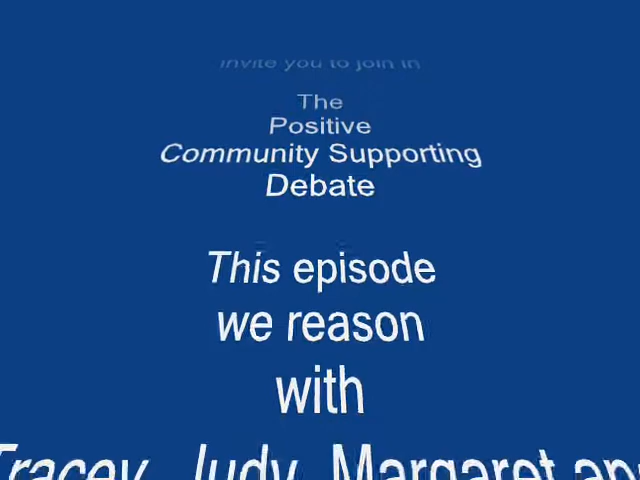 invite you to join in
The
Positive
Community Supporting
Debate
This episode
we reason
with
Tracey, Judy, Margaret